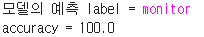 모델의 예측 label = monitor
accuracy = 100.0